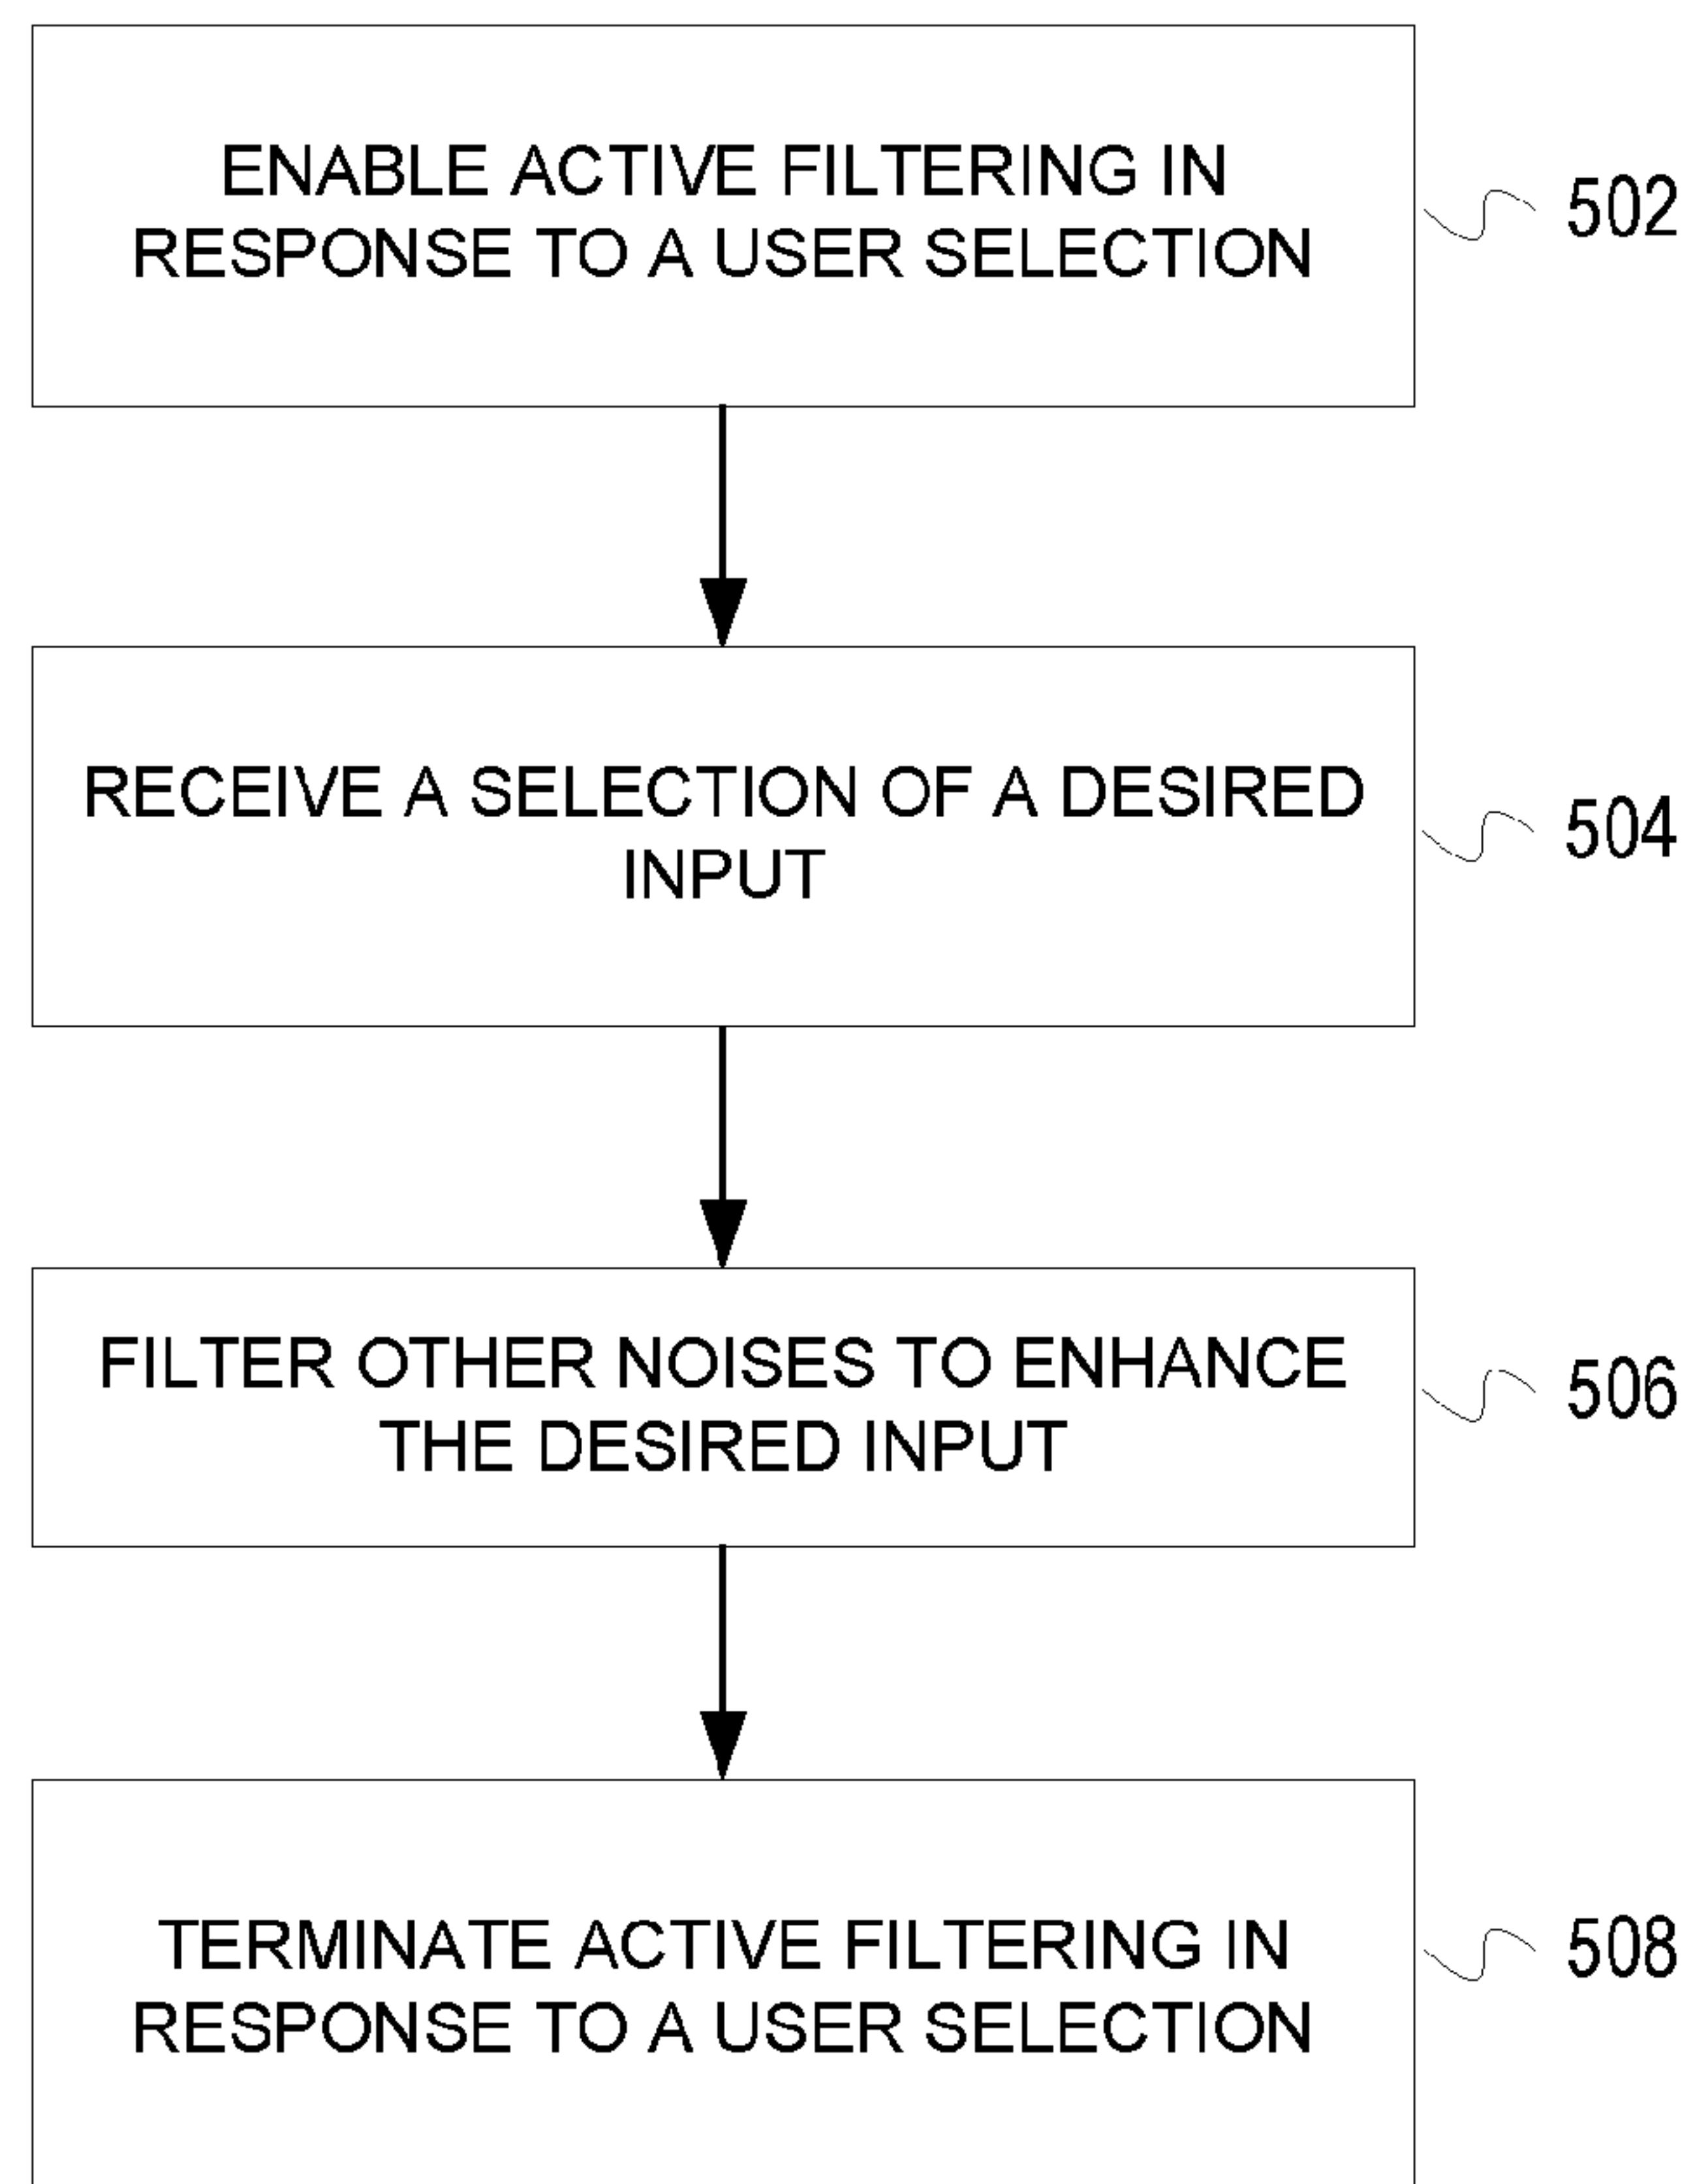 ENABLE ACTIVE FILTERING IN
RESPONSE TO A USER SELECTION
502
RECEIVE A SELECTION OF A DESIRED
INPUT
504
FILTER OTHER NOISES TO ENHANCE
THE DESIRED INPUT
506
TERMINATE ACTIVE FILTERING IN
RESPONSE TO A USER SELECTION
508